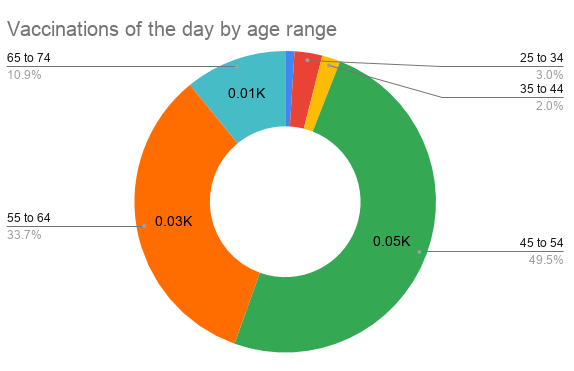 Vaccinations of the day by age range
65 to 74
10.9%
25 to 34
3.0%
35 to 44
2.0%
0.01K
55 to 64
33.7%
0.03K
0.05K
45 to 54
49.5%